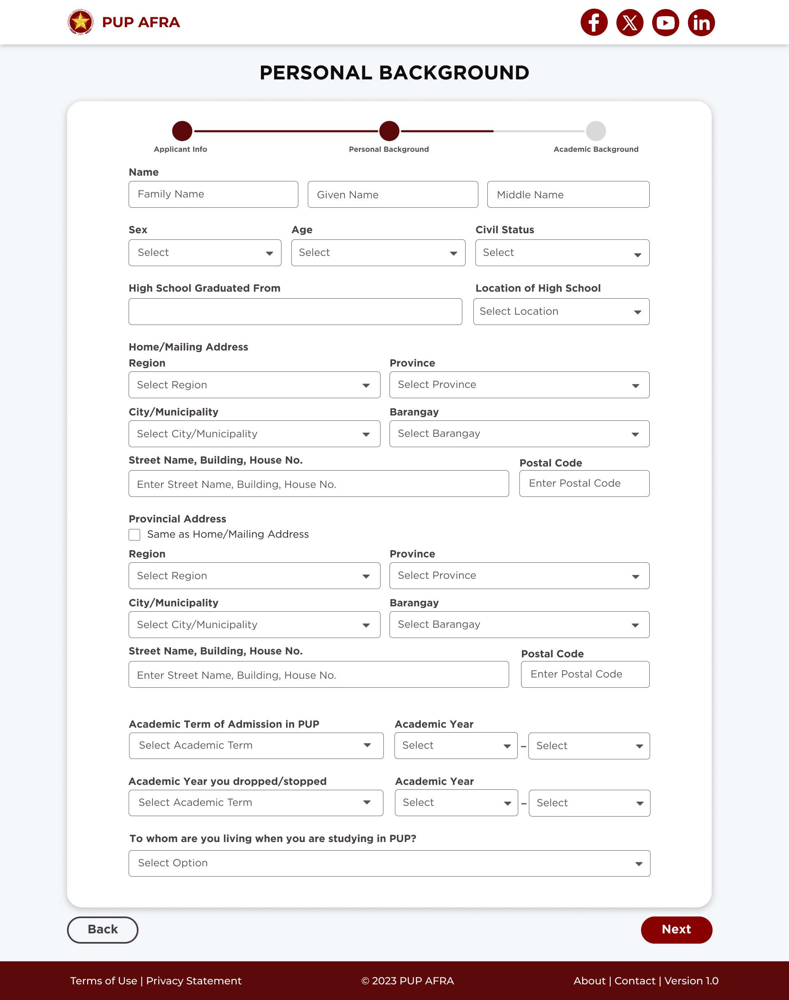 PUP AFRA
PERSONAL BACKGROUND
Applicant Info Personal Background Academic Background
Name
Family Name Given Name Middle Name
Sex Age Civil Status
Select Select Select
High School Graduated From Location of High School
Select Location
Home/Mailing Address
Region Province
Select Region Select Province
City/Municipality Barangay
Select City/Municipality Select Barangay
Street Name, Building, House No. Postal Code
Enter Street Name, Building, House No. Enter Postal Code
Provincial Address
Same as Home/Mailing Address
Region Province
Select Region Select Province
City/Municipality Barangay
Select City/Municipality Select Barangay
Street Name, Building, House No. Postal Code
Enter Street Name, Building, House No. Enter Postal Code
Academic Term of Admission in PUP Academic Year
Select Academic Term Select – Select
Academic Year you dropped/stopped Academic Year
Select Academic Term Select – Select
To whom are you living when you are studying in PUP?
Select Option
Back Next
Terms of Use | Privacy Statement © 2023 PUP AFRA About | Contact | Version 1.0